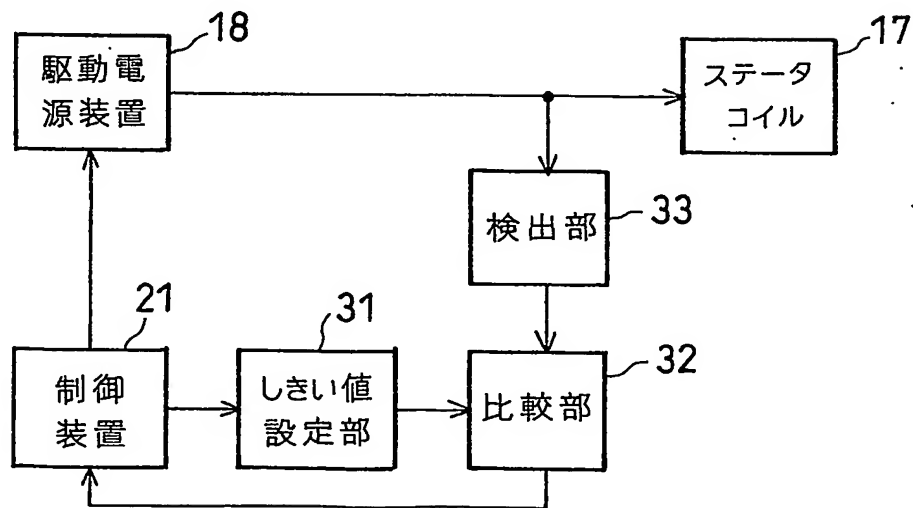 18
駆動電
源装置
17
ステータ
コイル
33
検出部
21
制御
装置
31
しきい値
設定部
32
比較部